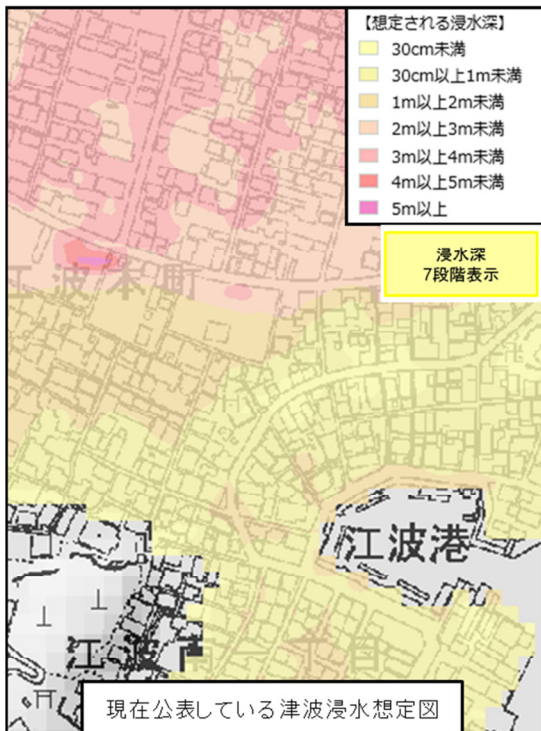 【想定される浸水深】
30cm未満
30cm以上1m未満
1m以上2m未満
2m以上3m未満
3m以上4m未満
4m以上5m未満
5m以上
浸水深
7段階表示
江波本町
江波港
現在公表している津波浸水想定図